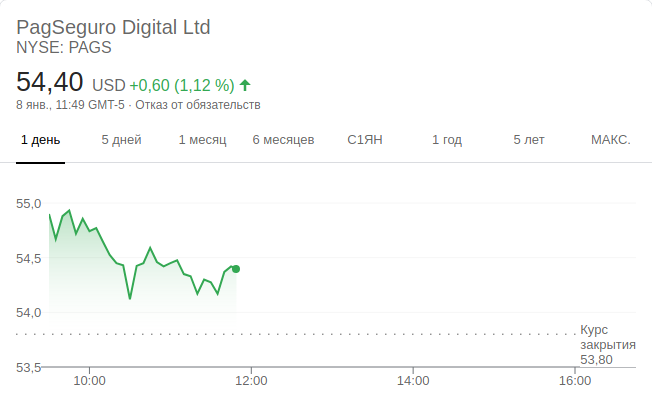 PagSeguro Digital Ltd
NYSE: PAGS
54,40 USD +0,60 (1,12 %)
8 янв., 11:49 GMT-5 · Отказ от обязательств
1 день 5 дней 1 месяц 6 месяцев С1ЯН 1 год 5 лет МАКС.
55,0
54,5
54,0
Курс
закрытия
53,80
53,5
10:00 12:00 14:00 16:00